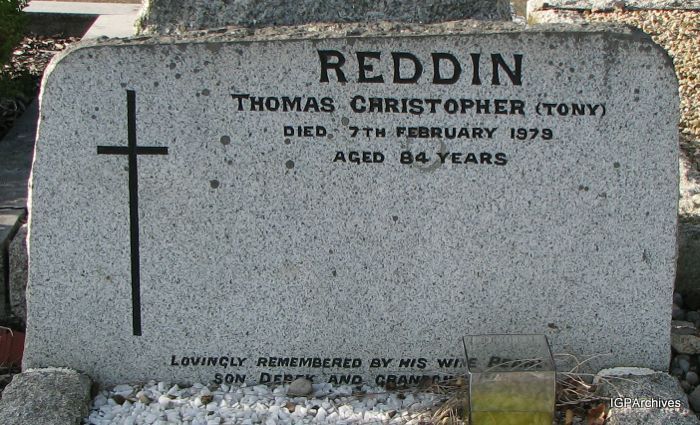 REDDIN
THOMAS CHRISTOPHER (TONY)
DIED 7TH FEBRUARY 1979
AGED 84 YEARS
LOVINGLY REMEMBERED BY HIS WIFE
SON DEREK AND
IGPArchives